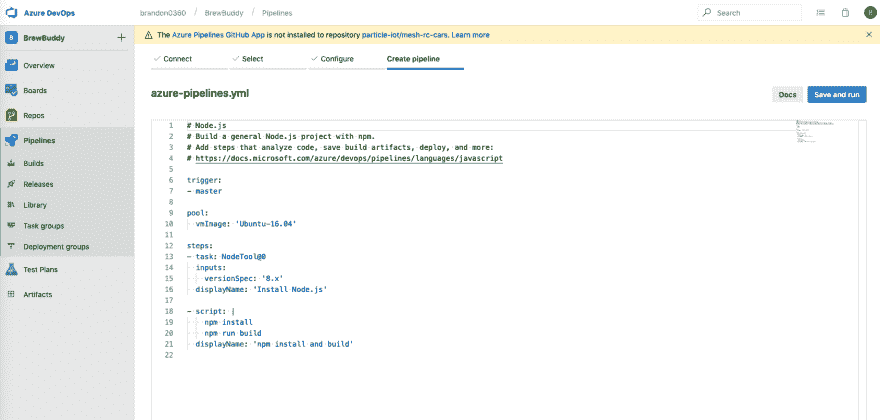 Azure DevOps
branden0360 / BrewBuddy / Pipelines
Search
B
B BrewBuddy +
The Azure Pipelines GitHub App is not installed to repository particle-iot/mesh-rc-cars. Learn more
Overview
Boards
Repos
Pipelines
Builds
Releases
Library
Task groups
Deployment groups
Test Plans
Artifacts
Connect
Select
Configure
Create pipeline
azure-pipelines.yml
Docs
Save and run
1 # Node.js
2 # Build a general Node.js project with npm.
3 # Add steps that analyze code, save build artifacts, deploy, and more:
4 # https://docs.microsoft.com/azure/devops/pipelines/languages/javascript
5
6 trigger:
7 - master
8
9 pool:
10   vmImage: 'Ubuntu-16.04'
11
12 steps:
13 - task: NodeTool@0
14   inputs:
15     versionSpec: '8.x'
16   displayName: 'Install Node.js'
17
18 - script: |
19     npm install
20     npm run build
21   displayName: 'npm install and build'
22